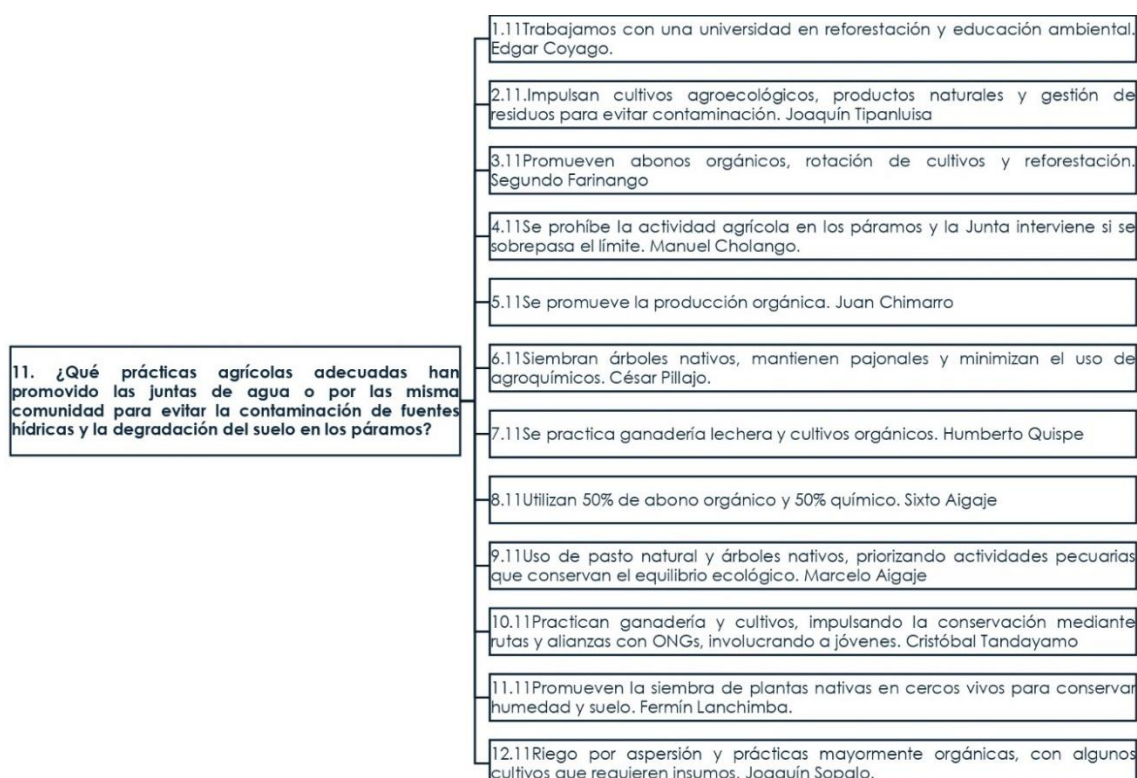 1.11Trabajamos con una universidad en reforestación y educación ambiental.
Edgar Coyago.
2.11.Impulsan cultivos agroecológicos, productos naturales y gestión de
residuos para evitar contaminación. Joaquín Tipanluisa
3.11Promueven abonos orgánicos, rotación de cultivos y reforestación.
Segundo Farinango
4.11Se prohíbe la actividad agrícola en los páramos y la Junta interviene si se
sobrepasa el límite. Manuel Cholango.
5.11Se promueve la producción orgánica. Juan Chimarro
11. ¿Qué prácticas agrícolas adecuadas han
promovido las juntas de agua o por las misma
comunidad para evitar la contaminación de fuentes
hídricas y la degradación del suelo en los páramos?
6.11Siembran árboles nativos, mantienen pajonales y minimizan el uso de
agroquímicos. César Pillajo.
7.11Se practica ganadería lechera y cultivos orgánicos. Humberto Quispe
8.11Utilizan 50% de abono orgánico y 50% químico. Sixto Aigaje
9.11Uso de pasto natural y árboles nativos, priorizando actividades pecuarias
que conservan el equilibrio ecológico. Marcelo Aigaje
10.11Practican ganadería y cultivos, impulsando la conservación mediante
rutas y alianzas con ONGs, involucrando a jóvenes. Cristóbal Tandayamo
11.11Promueven la siembra de plantas nativas en cercos vivos para conservar
humedad y suelo. Fermín Lanchimba.
12.11Riego por aspersión y prácticas mayormente orgánicas, con algunos
cultivos que requieren insumos. Joaquín Sopalo.